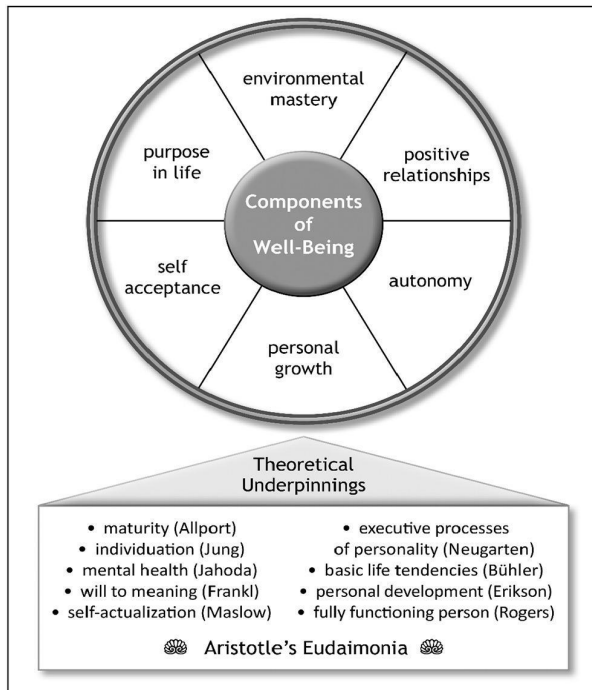 environmental
mastery
positive
relationships
autonomy
personal
growth
self
acceptance
purpose
in life
Components
of
Well-Being
Theoretical
Underpinnings
• maturity (Allport)
• individuation (Jung)
• mental health (Jahoda)
• will to meaning (Frankl)
• self-actualization (Maslow)
• executive processes
of personality (Neugarten)
• basic life tendencies (Bühler)
• personal development (Erikson)
• fully functioning person (Rogers)
Aristotle's Eudaimonia